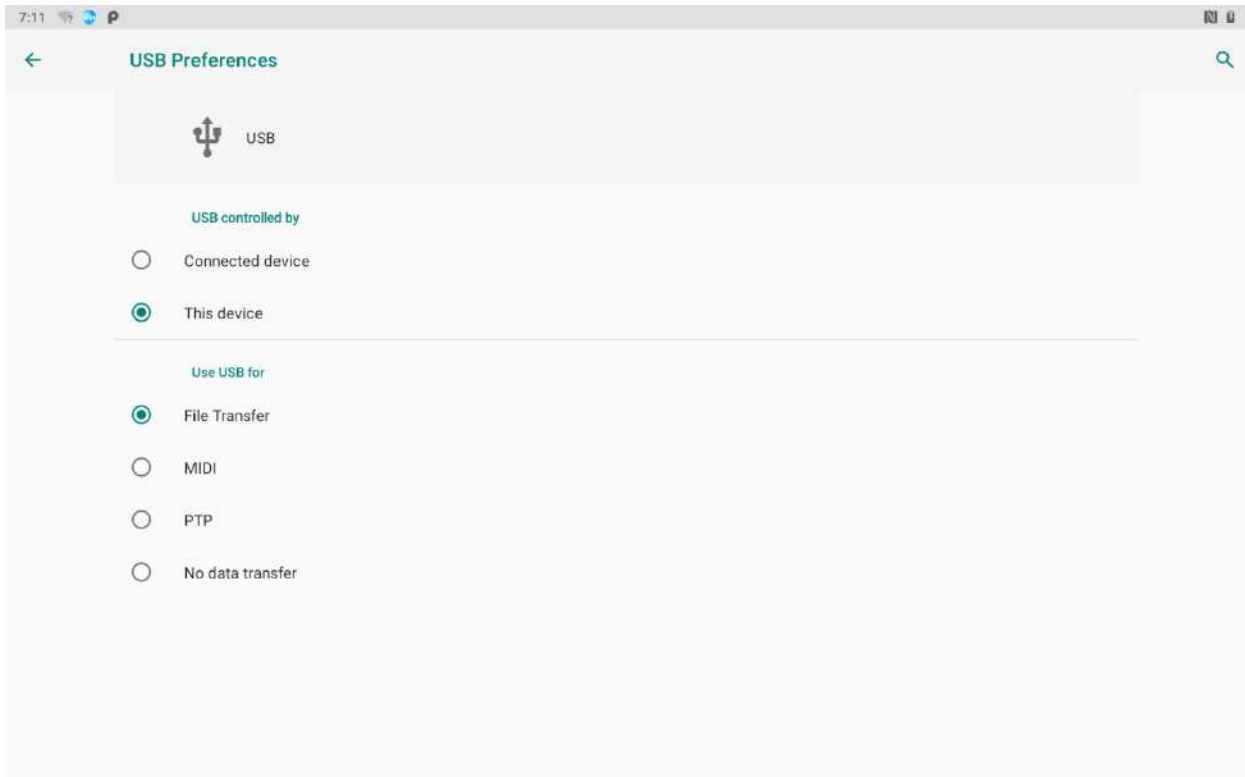 7:11
USB Preferences
USB
USB controlled by
Connected device
This device
Use USB for
File Transfer
MIDI
PTP
No data transfer